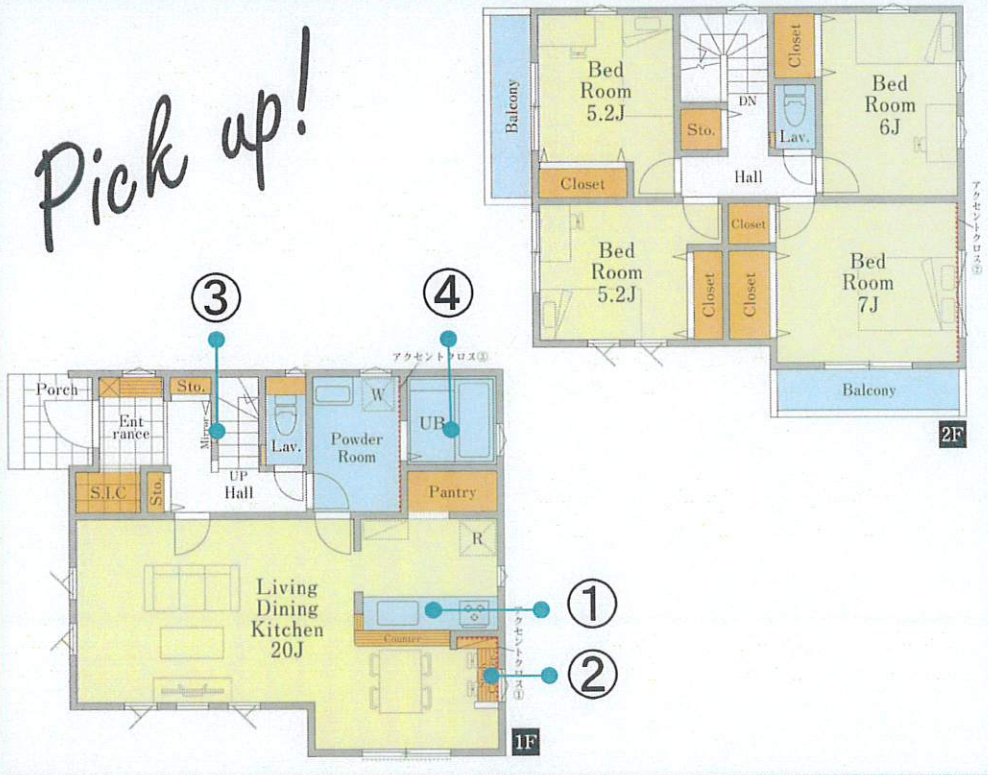 Pick up!
Balcony
Bed
Room
5.2J
Closet
DN
Sto.
Lav.
Closet
Bed
Room
6J
Hall
Closet
Bed
Room
5.2J
Closet
Closet
Closet
Bed
Room
7J
アクセントクロス②
Balcony
2F
③
④
アクセントクロス③
Porch
Ent
rance
Sto.
Mirror
UP
Hall
Lav.
W
Powder
Room
UB
S.I.C
Sto.
Pantry
R
Living
Dining
Kitchen
20J
Counter
①
アクセントクロス①
②
1F